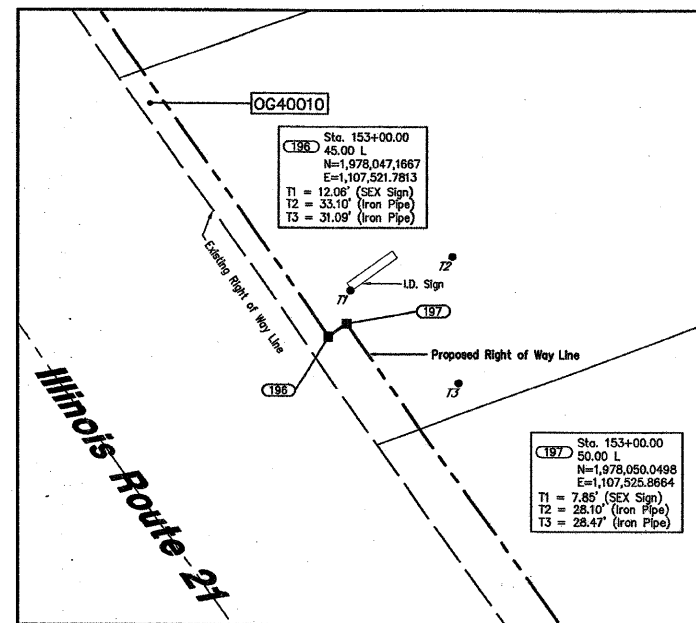 OG40010
196
Sta. 153+00.00
45.00 L
N=1,978,047,1667
E=1,107,521.7813
T1 = 12.06' (SEX Sign)
T2 = 33.10' (Iron Pipe)
T3 = 31.09' (Iron Pipe)
Existing Right of Way Line
T2
I.D. Sign
T1
197
Proposed Right of Way Line
196
T3
Illinois Route 21
197
Sta. 153+00.00
50.00 L
N=1,978,050.0498
E=1,107,525.8664
T1 = 7.85' (SEX Sign)
T2 = 28.10' (Iron Pipe)
T3 = 28.47' (Iron Pipe)